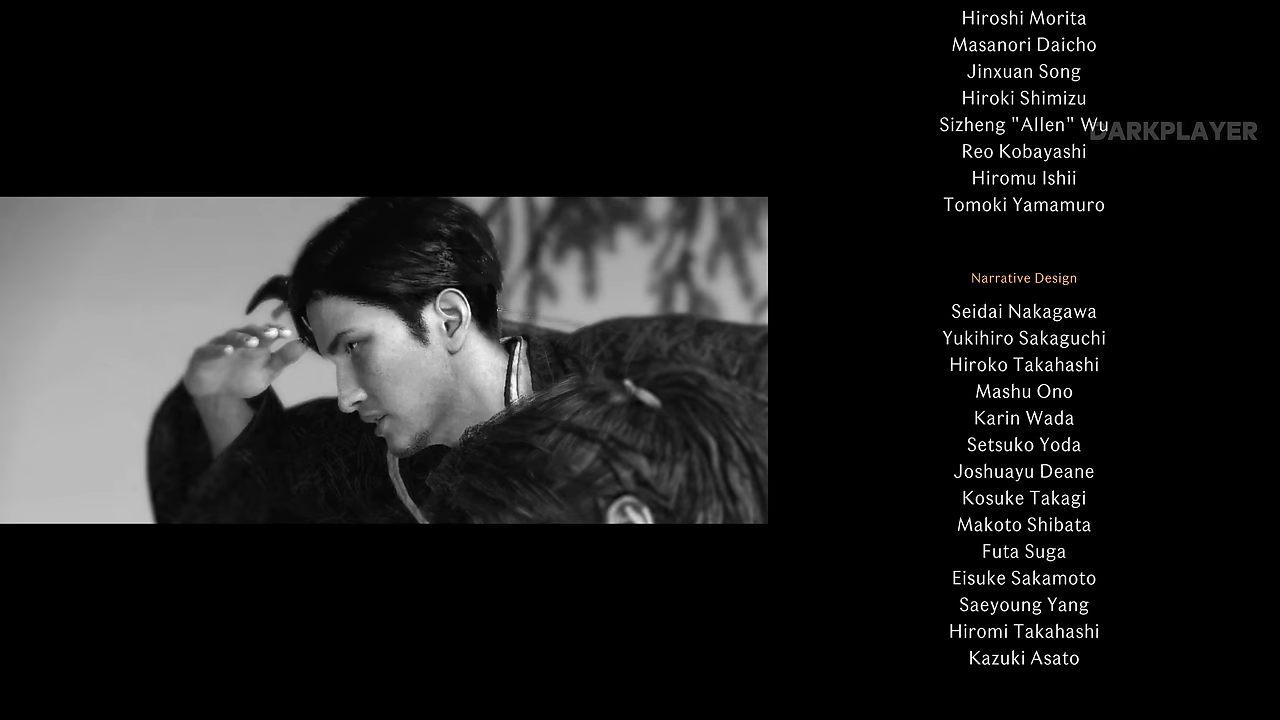 Hiroshi Morita
Masanori Daicho
Jinxuan Song
Hiroki Shimizu
Sizheng "Allen" Wu
DARKPLAYER
Reo Kobayashi
Hiromu Ishii
Tomoki Yamamuro
Narrative Design
Seidai Nakagawa
Yukihiro Sakaguchi
Hiroko Takahashi
Mashu Ono
Karin Wada
Setsuko Yoda
Joshuayu Deane
Kosuke Takagi
Makoto Shibata
Futa Suga
Eisuke Sakamoto
Saeyoung Yang
Hiromi Takahashi
Kazuki Asato